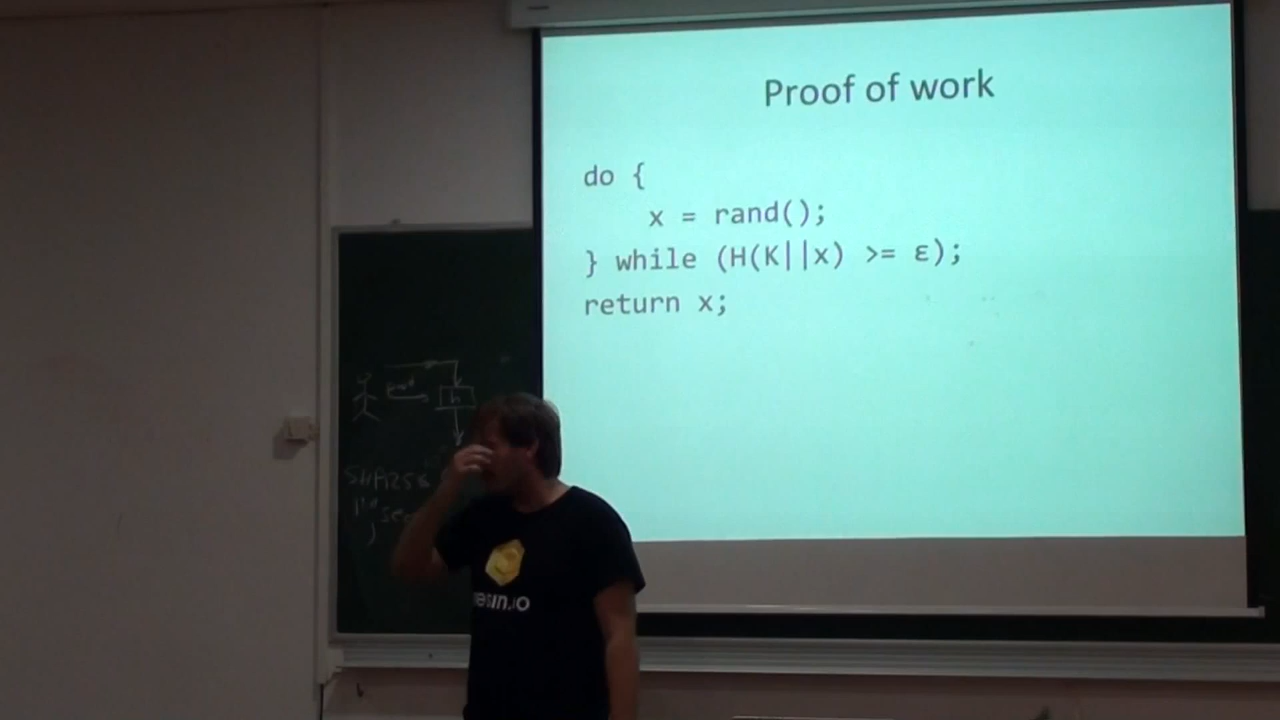 Proof of work
do {
x = rand();
} while (H(K||x) >= ε);
return x;
SHA256